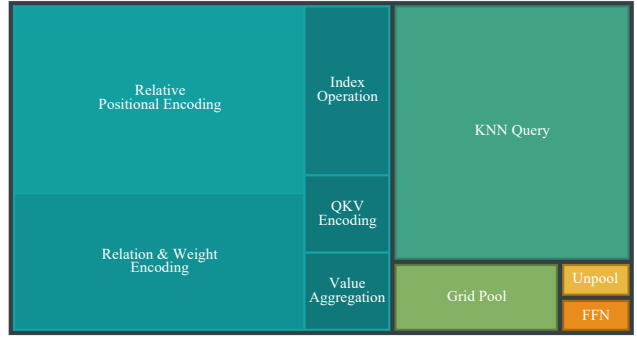 Relative
Positional Encoding
Relation & Weight
Encoding
Index
Operation
QKV
Encoding
Value
Aggregation
KNN Query
Grid Pool
Unpool
FFN